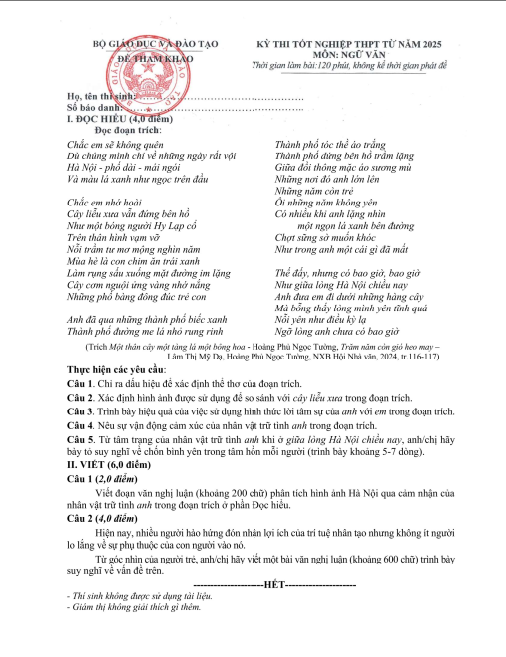 BỘ GIÁO DỤC VÀ ĐÀO TẠO
ĐỀ THAM KHẢO
KỲ THI TỐT NGHIỆP THPT TỪ NĂM 2025
MÔN: NGỮ VĂN
Thời gian làm bài:120 phút, không kể thời gian phát đề
Họ, tên thí sinh:
Số báo danh:
I. ĐỌC HIỂU (4,0 điểm)
Đọc đoạn trích:
Chắc em sẽ không quên
Dù chúng mình chỉ về những ngày rất vội
Hà Nội - phố dài - mái ngói
Và màu lá xanh như ngọc trên đầu
Chắc em nhớ hoài
Cây liễu xưa vẫn đứng bên hồ
Như một bóng người Hy Lạp cổ
Trên thân hình vạm vỡ
Nỗi trầm tư mơ mộng nghìn năm
Mùa hè lá con chim ăn trái xanh
Làm rụng sấu xuống mặt đường im lặng
Cây cơm nguội ửng vàng nhớ nắng
Những phố bàng đông đúc trẻ con
Anh đã qua những thành phố biếc xanh
Thành phố đường me lá nhỏ rung rinh
Thành phố tóc thề áo trắng
Thành phố dừng bên hồ trầm lặng
Giữa đồi thông mặc áo sương mù
Những nơi đó anh lớn lên
Những năm còn trẻ
Ôi những năm không yên
Có nhiều khi anh lặng nhìn
một ngọn lá xanh bên đường
Chợt sững sờ muốn khóc
Như trong anh một cái gì đã mất
Thế đấy, nhưng có bao giờ, bao giờ
Như giữa lòng Hà Nội chiều nay
Anh đưa em đi dưới những hàng cây
Mà bỗng thấy lòng mình yên tĩnh quá
Nỗi yên như điều kỳ lạ
Ngỡ lòng anh chưa có bao giờ
(Trích Một thân cây một tàng lá một bông hoa - Hoàng Phủ Ngọc Tường, Trăm năm còn gió heo may –
Lâm Thị Mỹ Dạ, Hoàng Phủ Ngọc Tường, NXB Hội Nhà văn, 2024, tr.116-117)
Thực hiện các yêu cầu:
Câu 1. Chỉ ra dấu hiệu để xác định thể thơ của đoạn trích.
Câu 2. Xác định hình ảnh được sử dụng để so sánh với cây liễu xưa trong đoạn trích.
Câu 3. Trình bày hiệu quả của việc sử dụng hình thức lời tâm sự của anh với em trong đoạn trích.
Câu 4. Nêu sự vận động cảm xúc của nhân vật trữ tình anh trong đoạn trích.
Câu 5. Từ tâm trạng của nhân vật trữ tình anh khi ở giữa lòng Hà Nội chiều nay, anh/chị hãy
bày tỏ suy nghĩ về chốn bình yên trong tâm hồn mỗi người (trình bày khoảng 5-7 dòng).
II. VIẾT (6,0 điểm)
Câu 1 (2,0 điểm)
Viết đoạn văn nghị luận (khoảng 200 chữ) phân tích hình ảnh Hà Nội qua cảm nhận của
nhân vật trữ tình anh trong đoạn trích ở phần Đọc hiểu.
Câu 2 (4,0 điểm)
Hiện nay, nhiều người hào hứng đón nhận lợi ích của trí tuệ nhân tạo nhưng không ít người
lo lắng về sự phụ thuộc của con người vào nó.
Từ góc nhìn của người trẻ, anh/chị hãy viết một bài văn nghị luận (khoảng 600 chữ) trình bày
suy nghĩ về vấn đề trên.
---------------------HẾT---------------------
- Thí sinh không được sử dụng tài liệu.
- Giám thị không giải thích gì thêm.